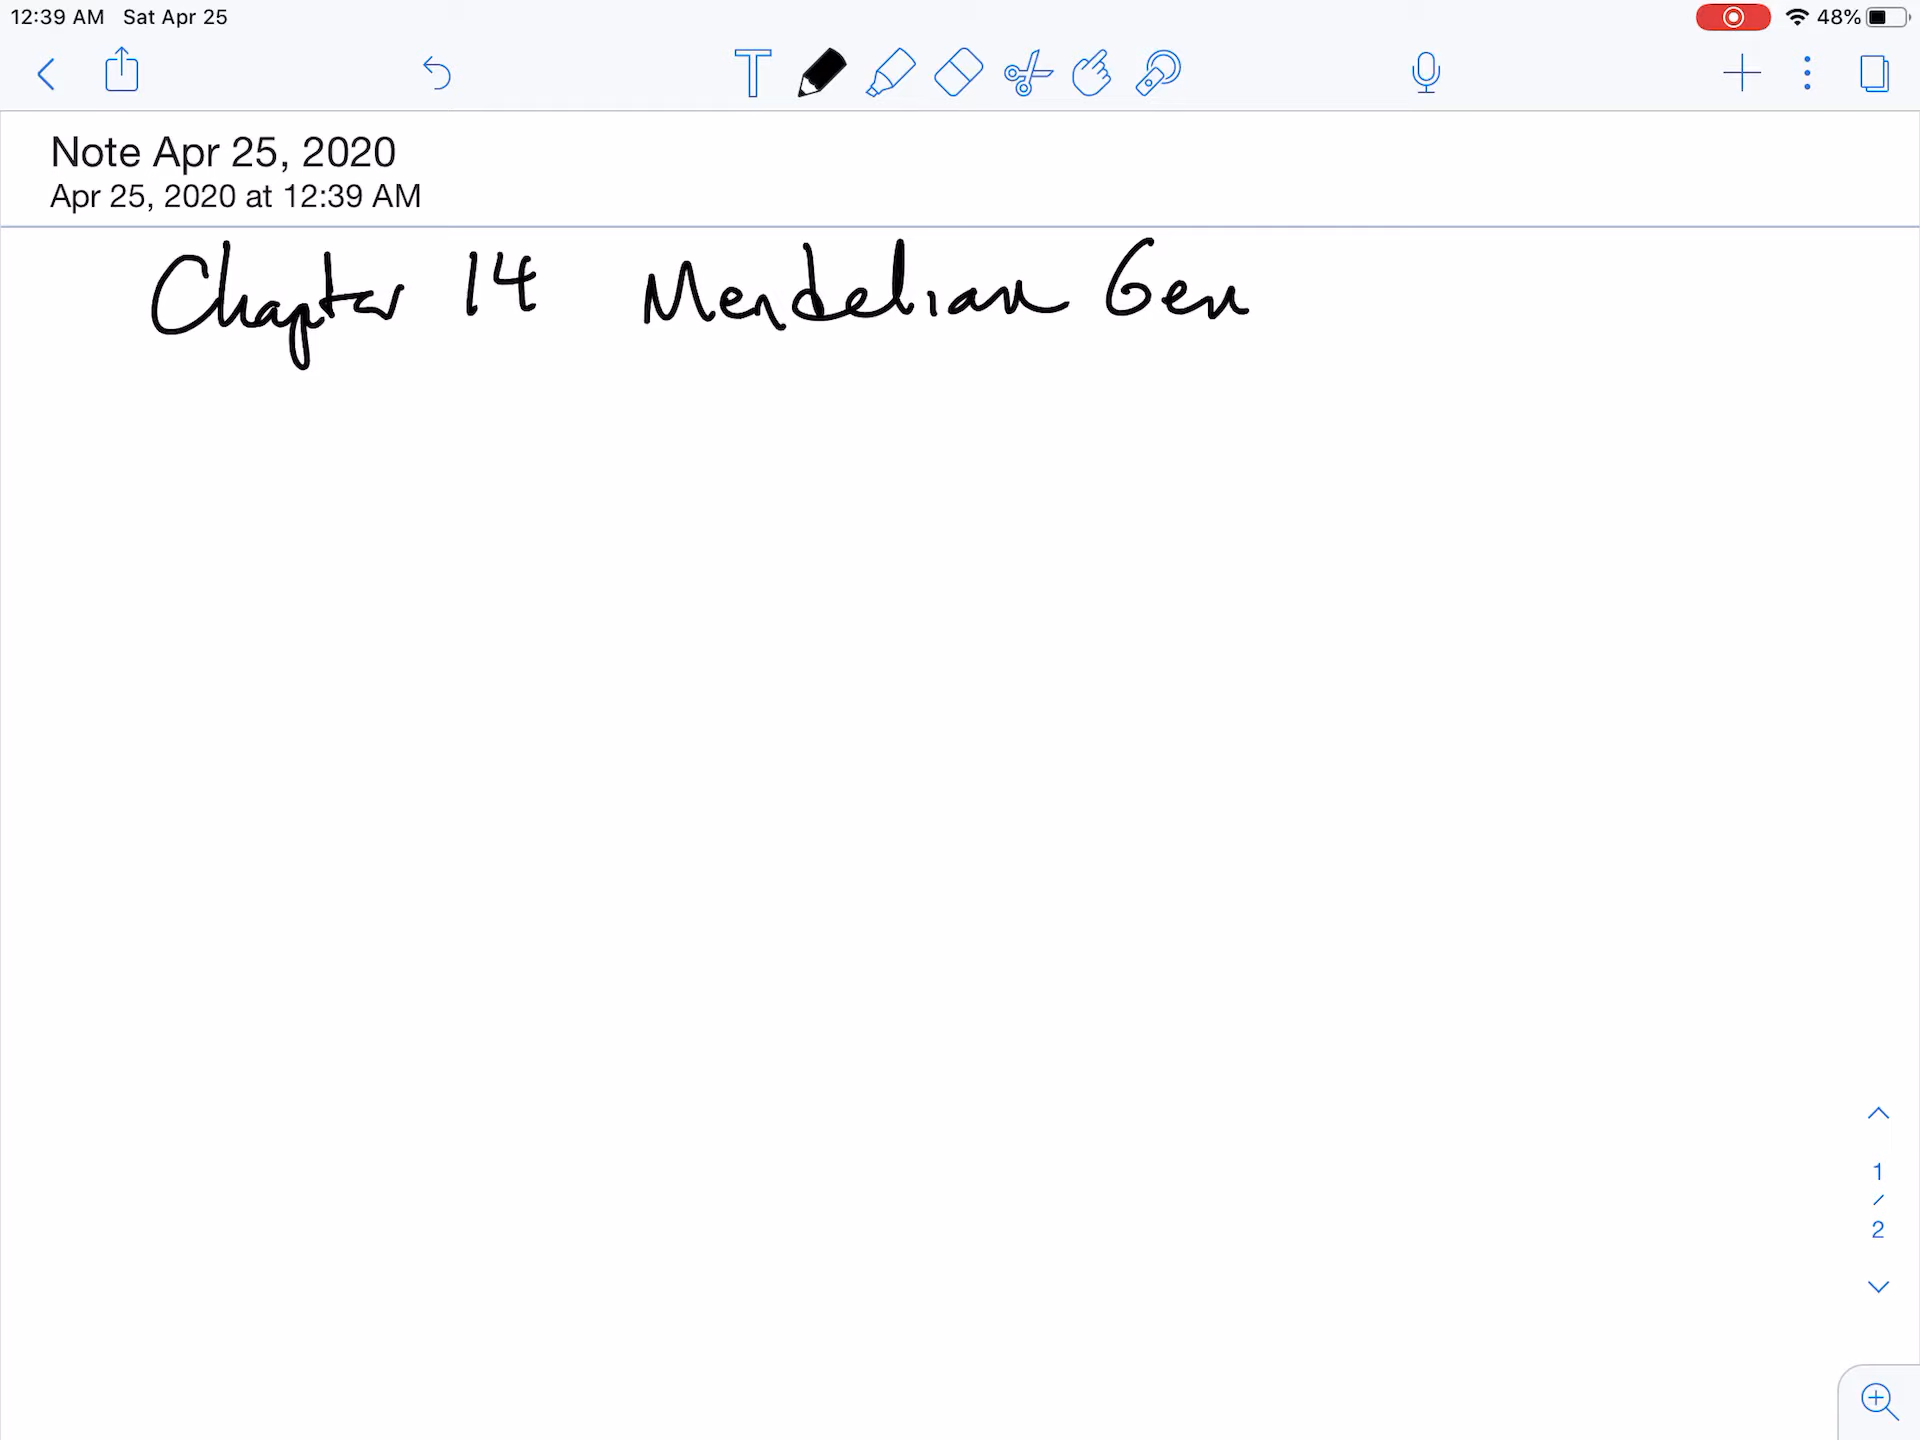 12:39 AM Sat Apr 25
48%
T
Note Apr 25, 2020
Apr 25, 2020 at 12:39 AM
Chapter 14 Mendelian Gen
1
/
2